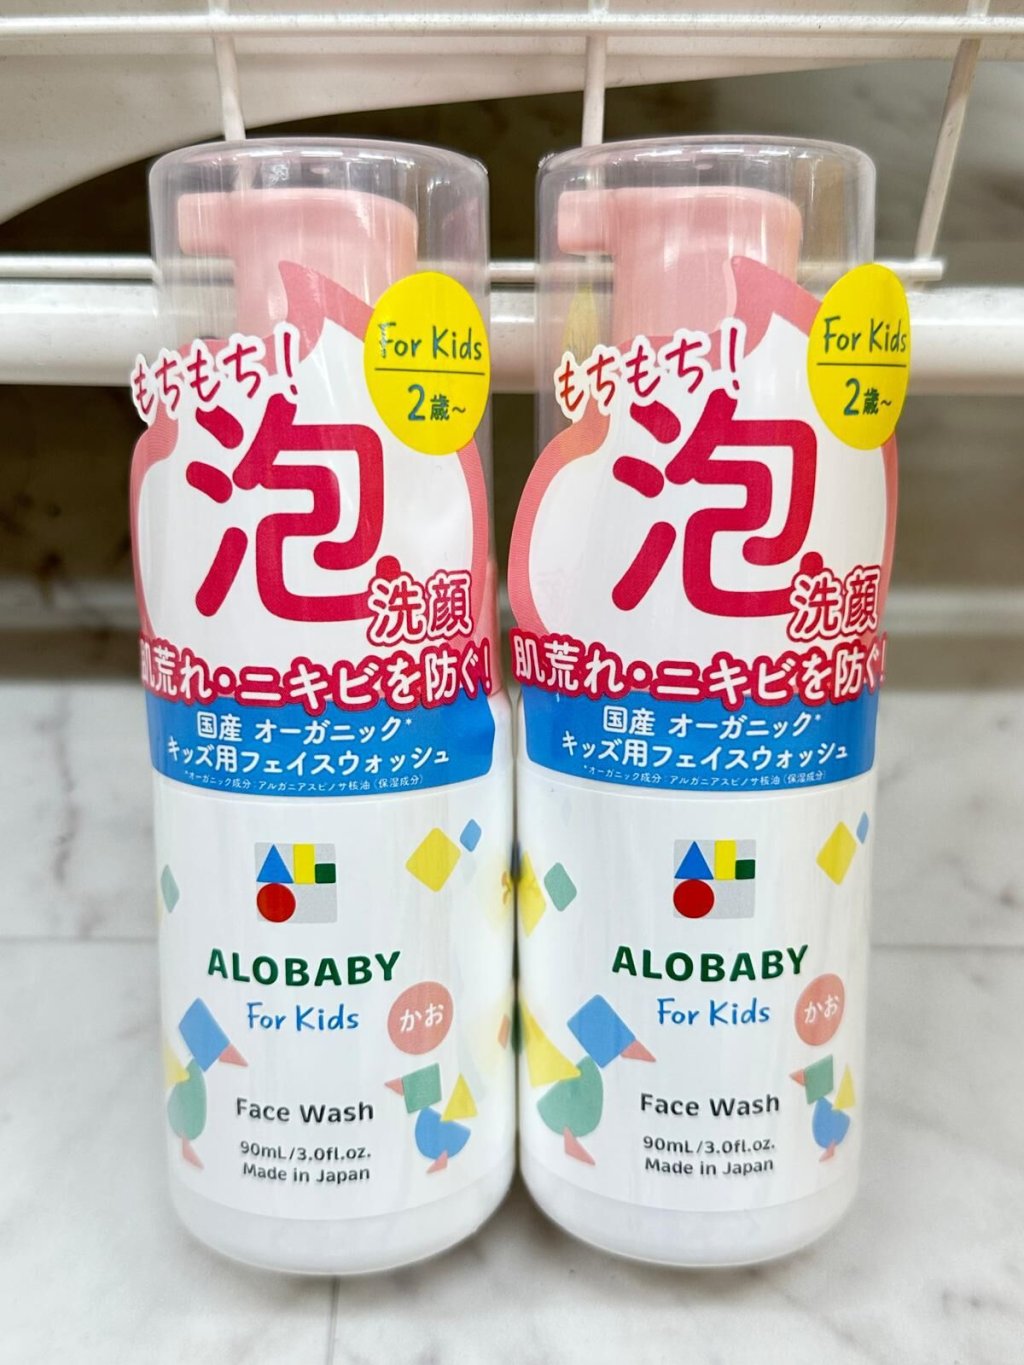 For Kids
2歳~
もちもち!
泡
洗顔
肌荒れ・ニキビを防ぐ!
国産 オーガニック*
キッズ用フェイスウォッシュ
*オーガニック成分:アルガニアスピノサ核油(保湿成分)
ALOBABY
For Kids
かお
Face Wash
90mL/3.0fl.oz.
Made in Japan
For Kids
2歳~
もちもち!
泡
洗顔
肌荒れ・ニキビを防ぐ!
国産 オーガニック*
キッズ用フェイスウォッシュ
*オーガニック成分:アルガニアスピノサ核油(保湿成分)
ALOBABY
For Kids
かお
Face Wash
90mL/3.0fl.oz.
Made in Japan